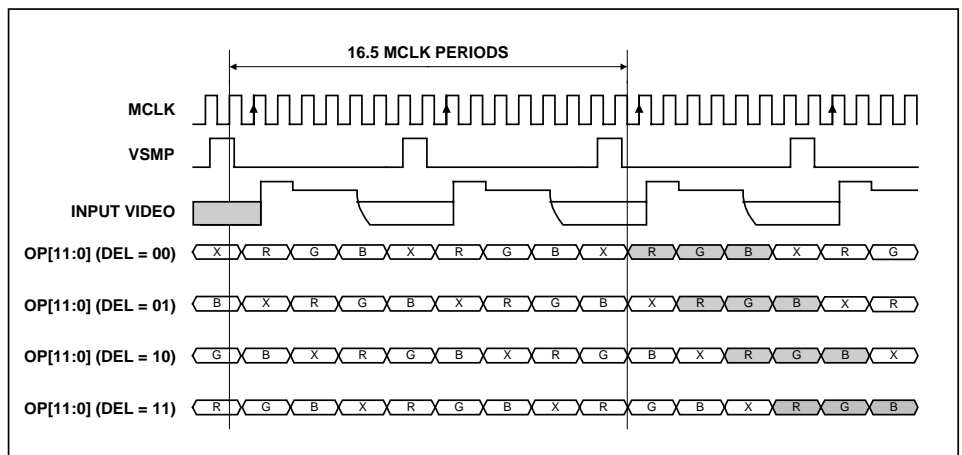 16.5 MCLK PERIODS
MCLK
VSMP
INPUT VIDEO
OP[11:0] (DEL = 00) X R G B X R G B X R G B X R G
OP[11:0] (DEL = 01) B X R G B X R G B X R G B X R
OP[11:0] (DEL = 10) G B X R G B X R G B X R G B X
OP[11:0] (DEL = 11) R G B X R G B X R G B X R G B